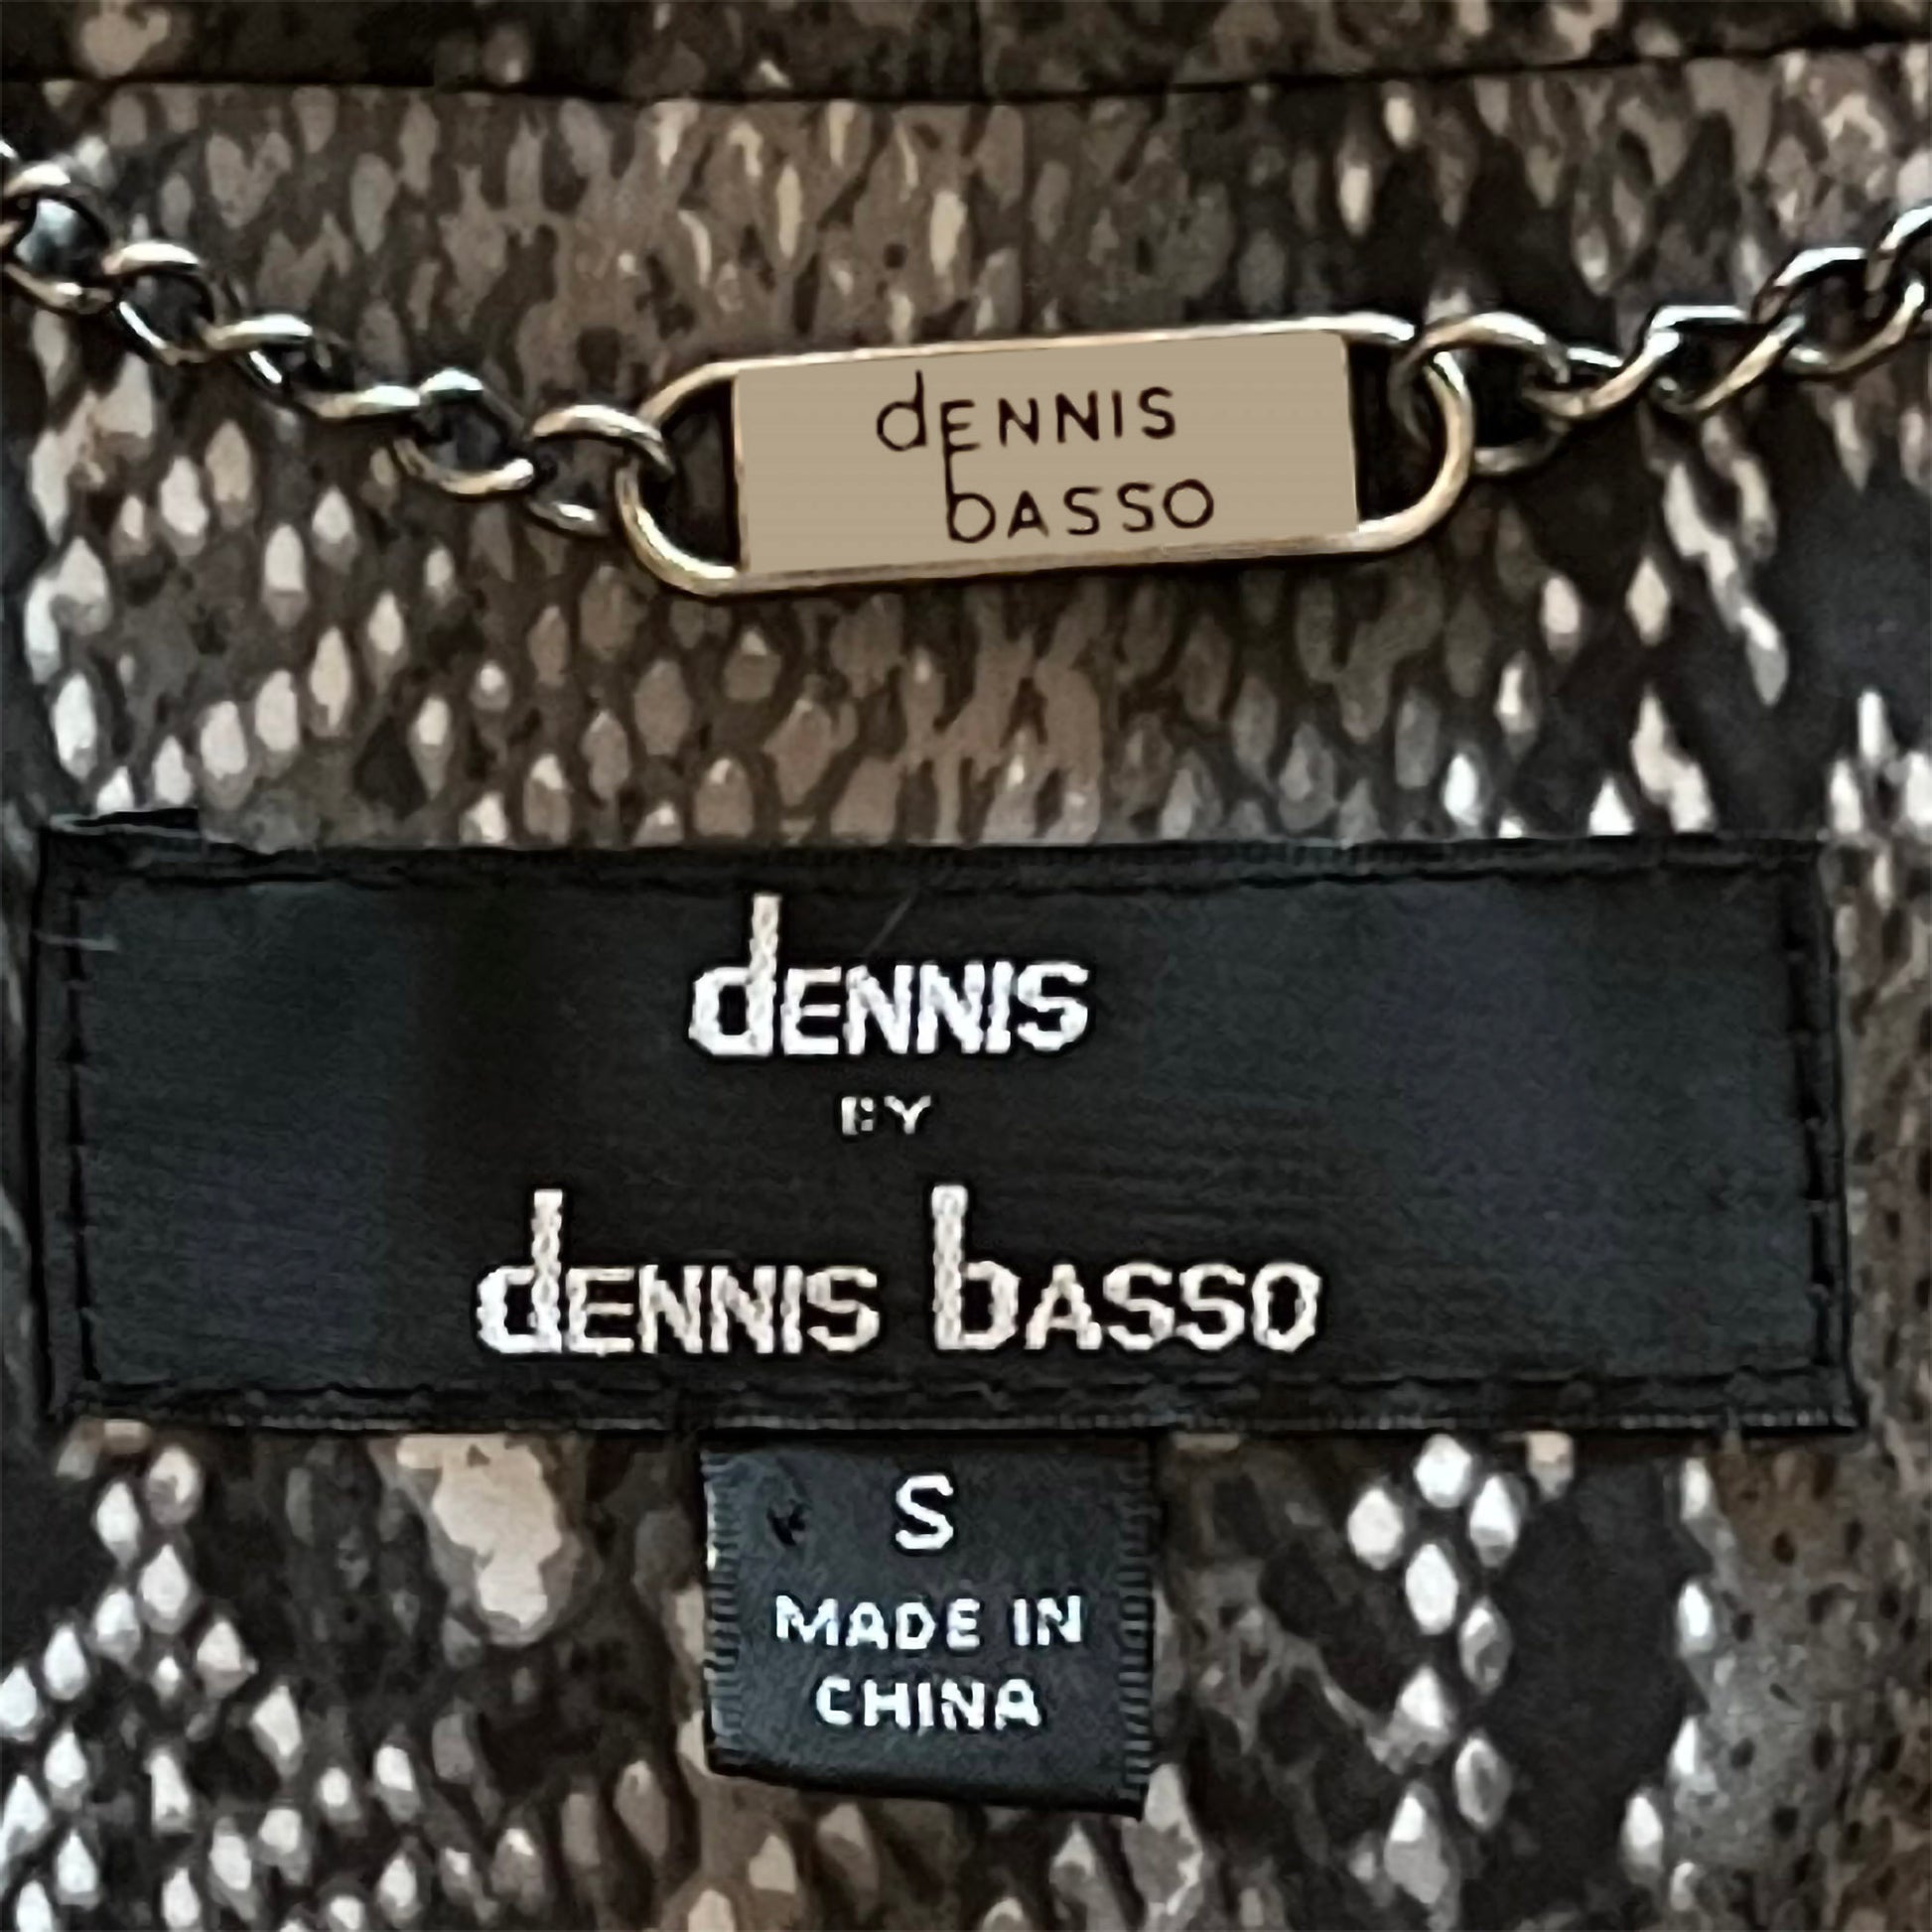 dENNIS
bASSO
dENNIS
BY
dENNIS bASSO
S
MADE IN
CHINA